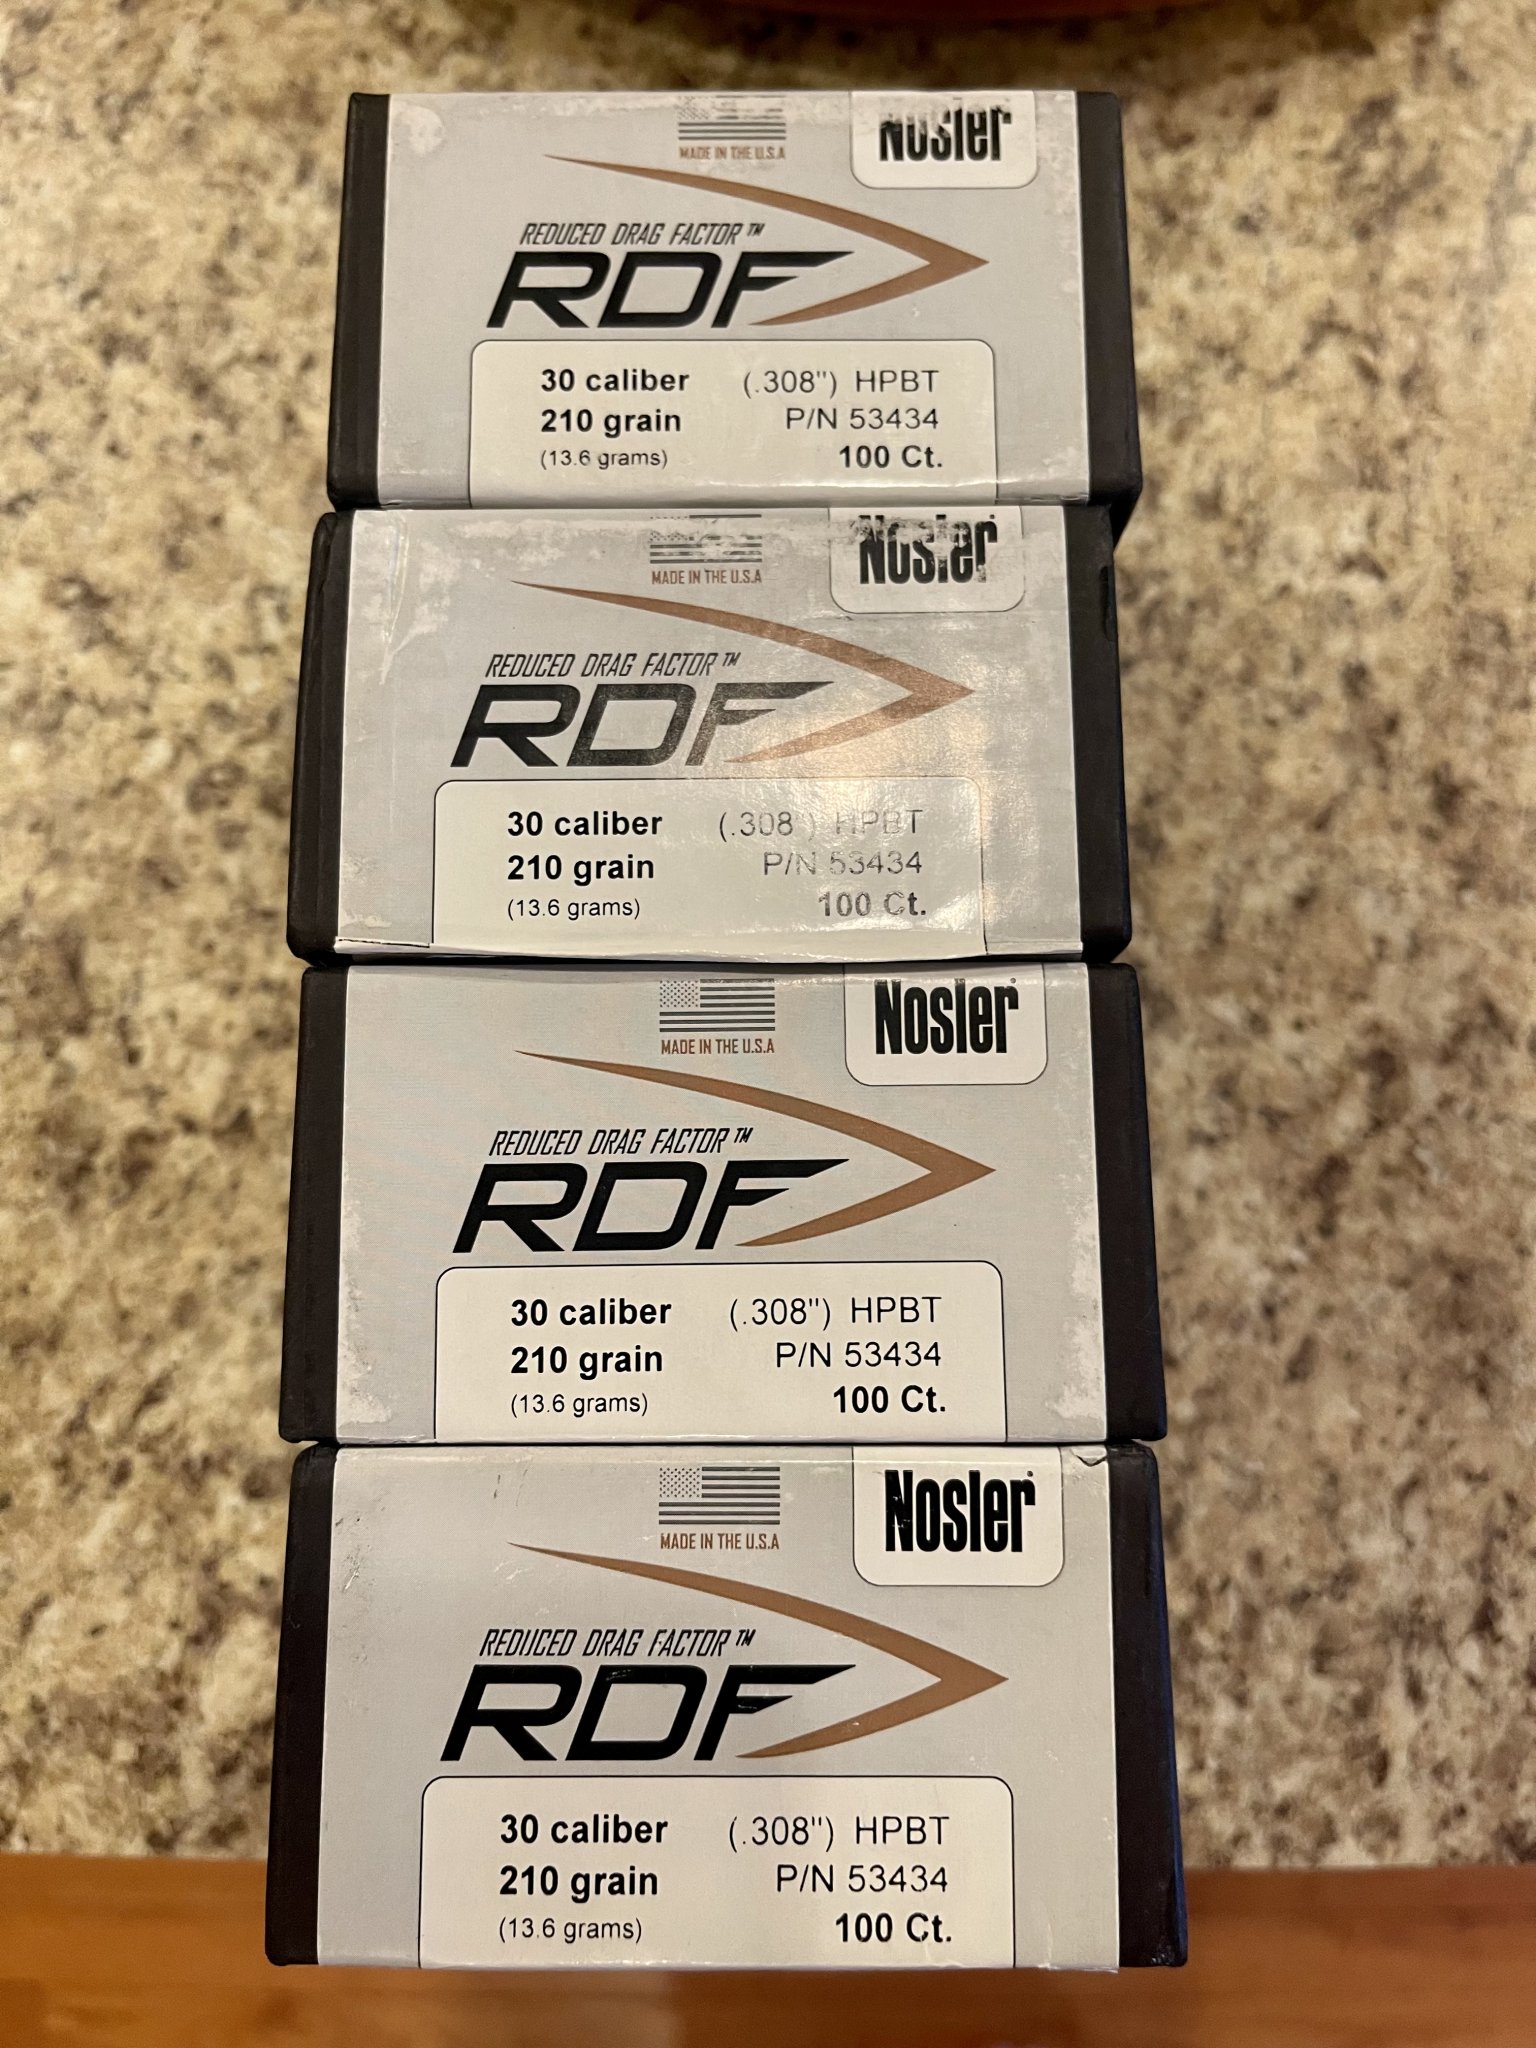 MADE IN THE U.S.A
Nosler
REDUCED DRAG FACTOR™
RDF
30 caliber (.308") HPBT
210 grain P/N 53434
(13.6 grams) 100 Ct.
MADE IN THE U.S.A
Nosler
REDUCED DRAG FACTOR™
RDF
30 caliber (.308") HPBT
210 grain P/N 53434
(13.6 grams) 100 Ct.
MADE IN THE U.S.A
Nosler
REDUCED DRAG FACTOR™
RDF
30 caliber (.308") HPBT
210 grain P/N 53434
(13.6 grams) 100 Ct.
MADE IN THE U.S.A
Nosler
REDUCED DRAG FACTOR™
RDF
30 caliber (.308") HPBT
210 grain P/N 53434
(13.6 grams) 100 Ct.